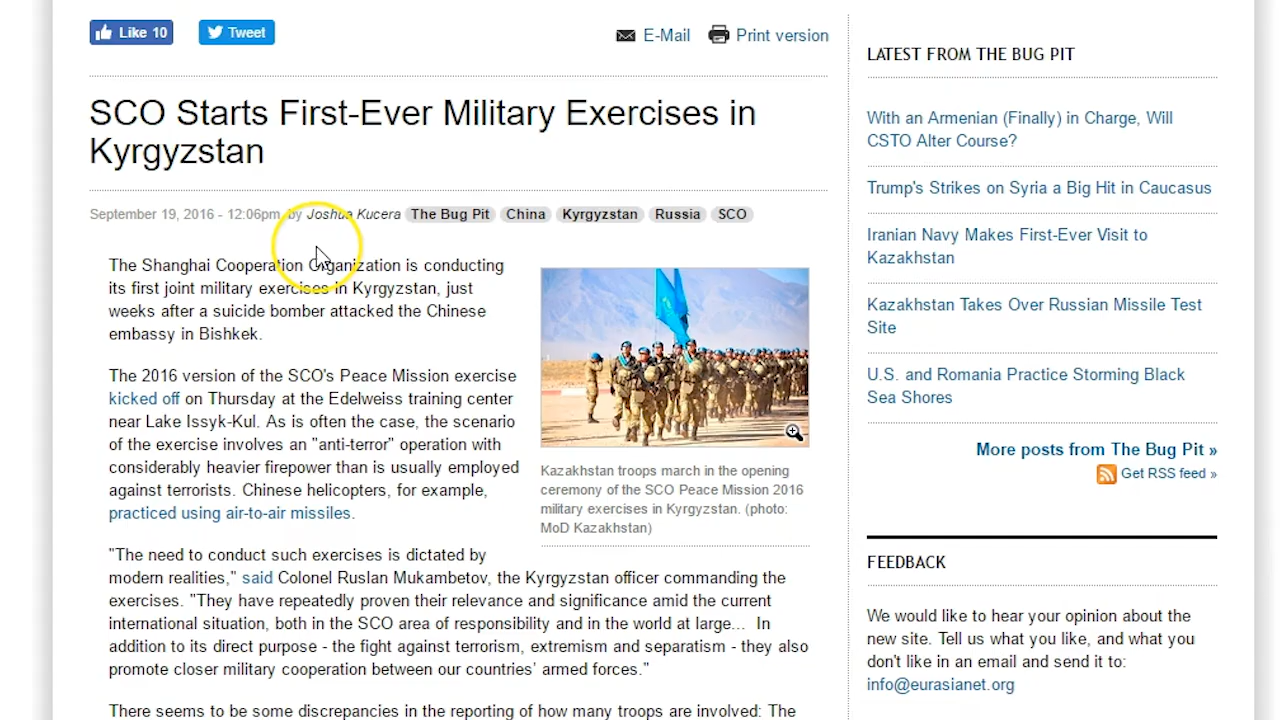 Like 10
Tweet
E-Mail
Print version
SCO Starts First-Ever Military Exercises in
Kyrgyzstan
September 19, 2016 - 12:06pm, by Joshua Kucera The Bug Pit China Kyrgyzstan Russia SCO
The Shanghai Cooperation Organization is conducting
its first joint military exercises in Kyrgyzstan, just
weeks after a suicide bomber attacked the Chinese
embassy in Bishkek.
The 2016 version of the SCO's Peace Mission exercise
kicked off on Thursday at the Edelweiss training center
near Lake Issyk-Kul. As is often the case, the scenario
of the exercise involves an "anti-terror" operation with
considerably heavier firepower than is usually employed
against terrorists. Chinese helicopters, for example,
practiced using air-to-air missiles.
Kazakhstan troops march in the opening
ceremony of the SCO Peace Mission 2016
military exercises in Kyrgyzstan. (photo:
MoD Kazakhstan)
"The need to conduct such exercises is dictated by
modern realities," said Colonel Ruslan Mukambetov, the Kyrgyzstan officer commanding the
exercises. "They have repeatedly proven their relevance and significance amid the current
international situation, both in the SCO area of responsibility and in the world at large... In
addition to its direct purpose - the fight against terrorism, extremism and separatism - they also
promote closer military cooperation between our countries' armed forces."
There seems to be some discrepancies in the reporting of how many troops are involved: The
LATEST FROM THE BUG PIT
With an Armenian (Finally) in Charge, Will
CSTO Alter Course?
Trump's Strikes on Syria a Big Hit in Caucasus
Iranian Navy Makes First-Ever Visit to
Kazakhstan
Kazakhstan Takes Over Russian Missile Test
Site
U.S. and Romania Practice Storming Black
Sea Shores
More posts from The Bug Pit »
Get RSS feed »
FEEDBACK
We would like to hear your opinion about the
new site. Tell us what you like, and what you
don't like in an email and send it to:
info@eurasianet.org